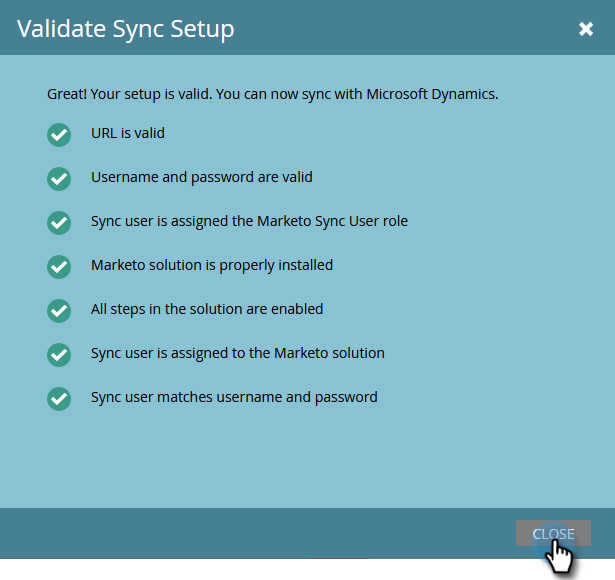 Validate Sync Setup
Great! Your setup is valid. You can now sync with Microsoft Dynamics.
URL is valid
Username and password are valid
Sync user is assigned the Marketo Sync User role
Marketo solution is properly installed
All steps in the solution are enabled
Sync user is assigned to the Marketo solution
Sync user matches username and password
CLOSE